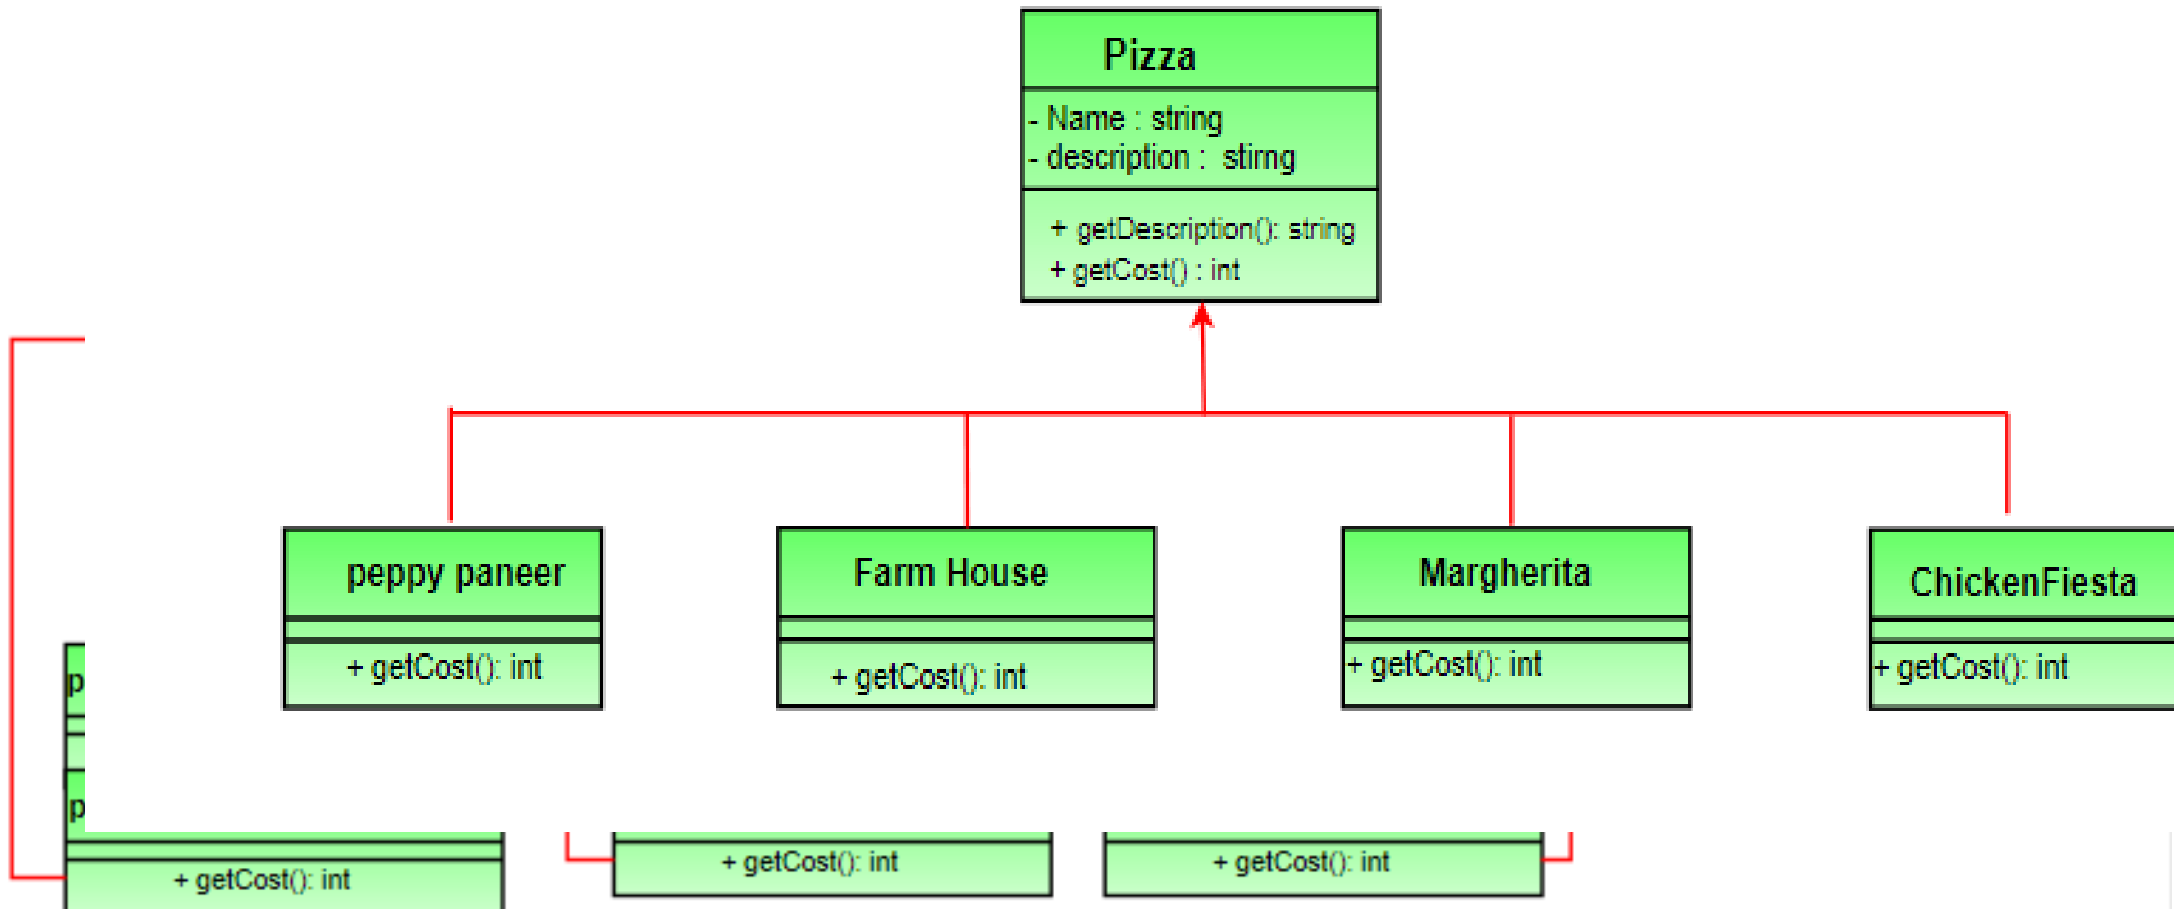 Pizza
- Name : string
- description : stirng
+ getDescription(): string
+ getCost() : int
peppy paneer
+ getCost(): int
Farm House
+ getCost(): int
Margherita
+ getCost(): int
ChickenFiesta
+ getCost(): int
p
p
+ getCost(): int
+ getCost(): int
+ getCost(): int